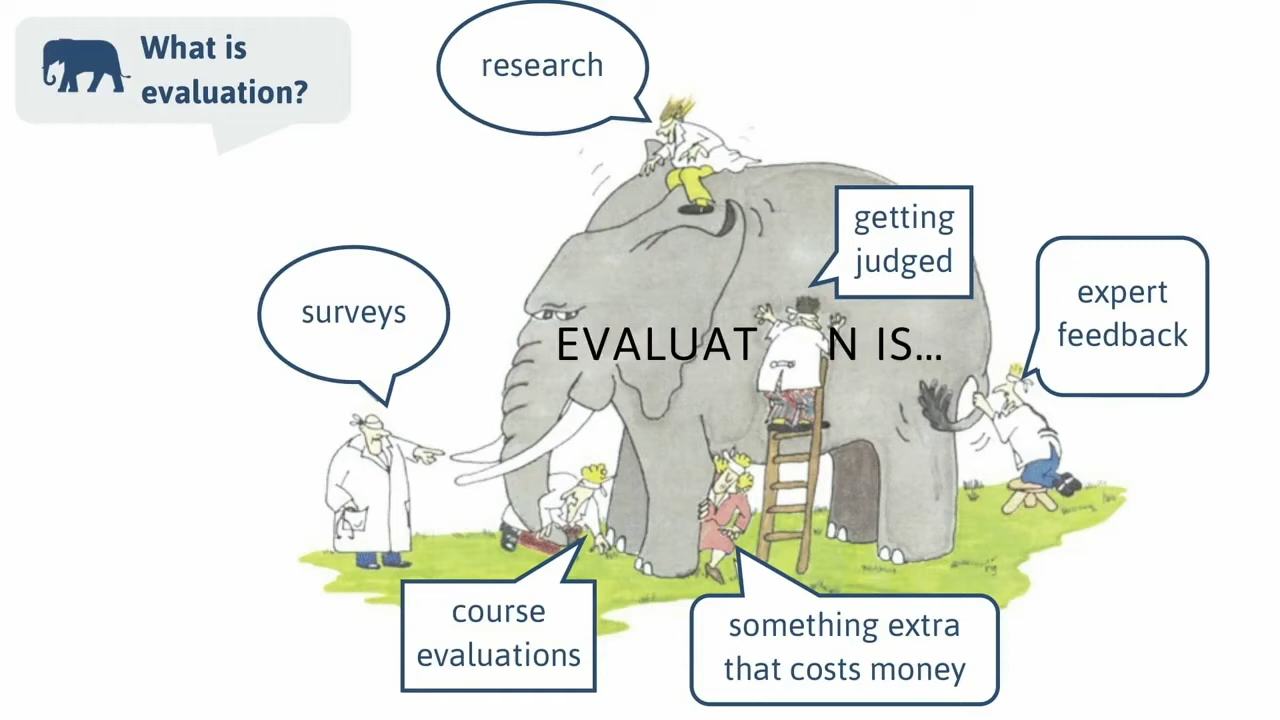 What is
evaluation?
research
getting
judged
expert
feedback
surveys
EVALUAT N IS...
course
evaluations
something extra
that costs money